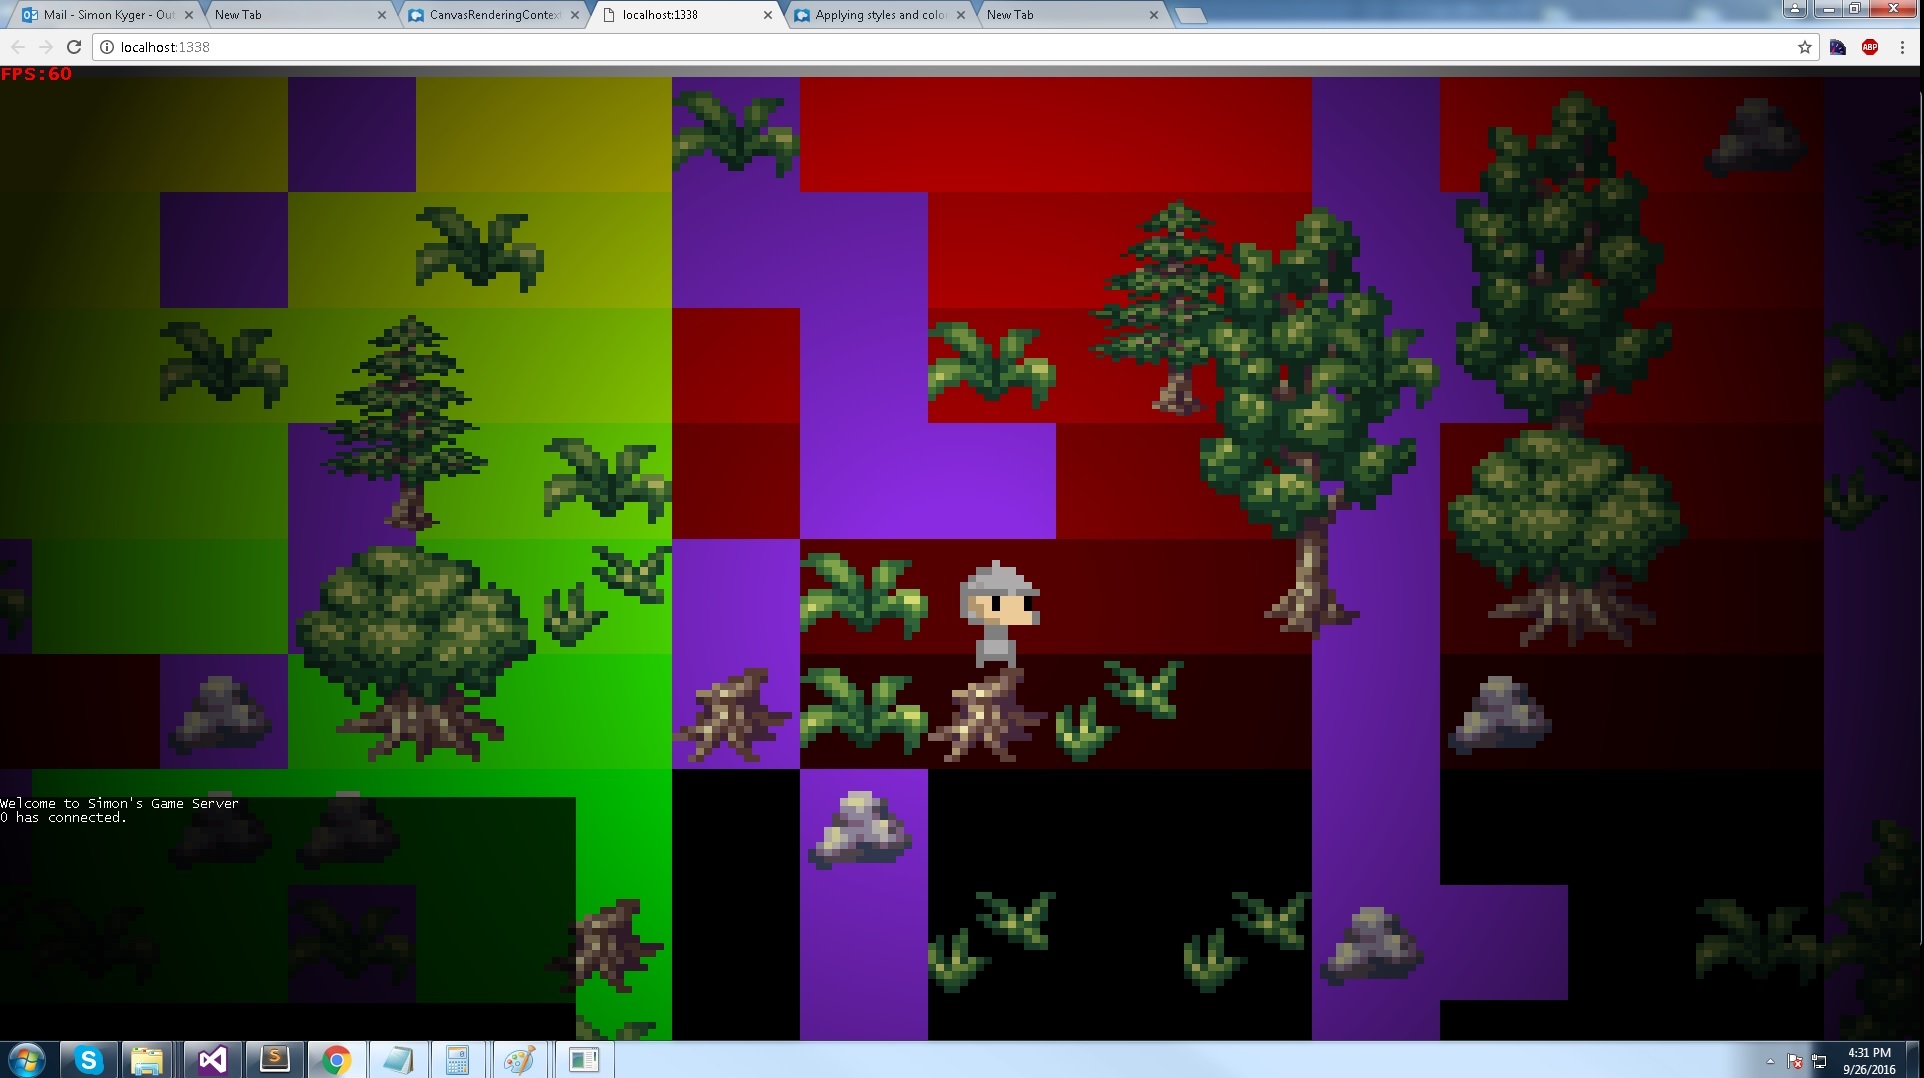 Mail - Simon Kyger - Out
New Tab
CanvasRenderingContex
localhost:1338
Applying styles and colo
New Tab
localhost:1338
ABP
FPS:60
Welcome to Simon's Game Server
0 has connected.
4:31 PM
9/26/2016